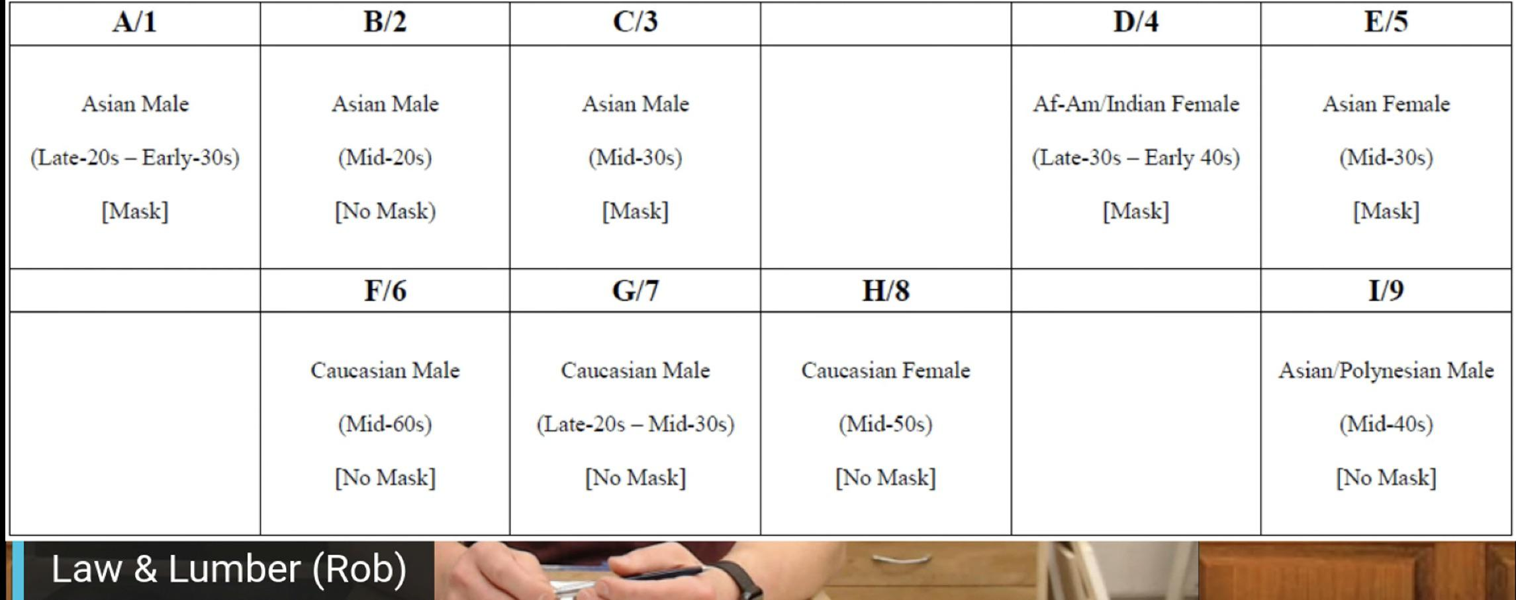 A/1 B/2 C/3 D/4 E/5
Asian Male Asian Male Asian Male Af-Am/Indian Female Asian Female
(Late-20s – Early-30s) (Mid-20s) (Mid-30s) (Late-30s – Early 40s) (Mid-30s)
[Mask] [No Mask) [Mask] [Mask] [Mask]
F/6 G/7 H/8 I/9
Caucasian Male Caucasian Male Caucasian Female Asian/Polynesian Male
(Mid-60s) (Late-20s – Mid-30s) (Mid-50s) (Mid-40s)
[No Mask] [No Mask] [No Mask] [No Mask]
Law & Lumber (Rob)